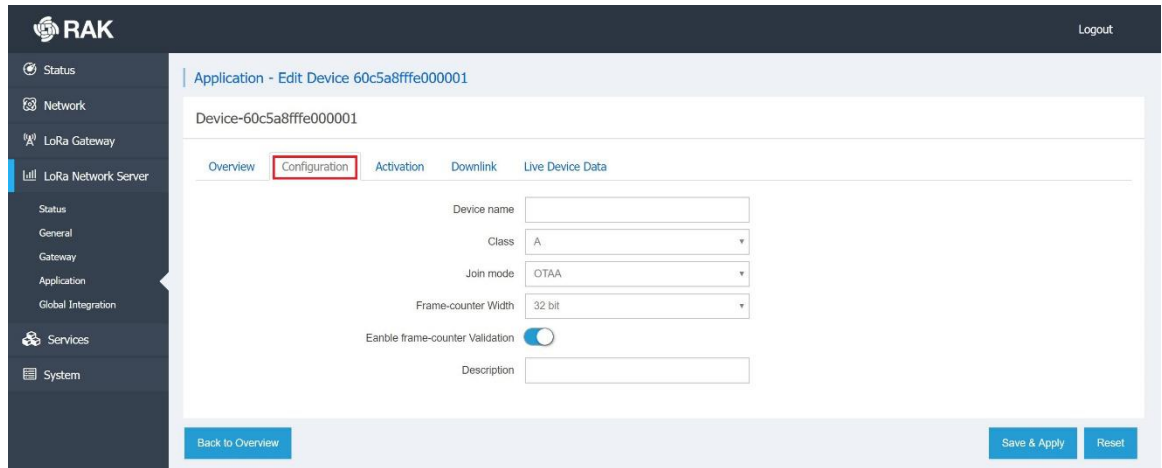 RAK
Logout
Status
Network
LoRa Gateway
LoRa Network Server
Status
General
Gateway
Application
Global Integration
Services
System
Application - Edit Device 60c5a8fffe000001
Device-60c5a8fffe000001
Overview Configuration Activation Downlink Live Device Data
Device name
Class A
Join mode OTAA
Frame-counter Width 32 bit
Eanble frame-counter Validation
Description
Back to Overview Save & Apply Reset